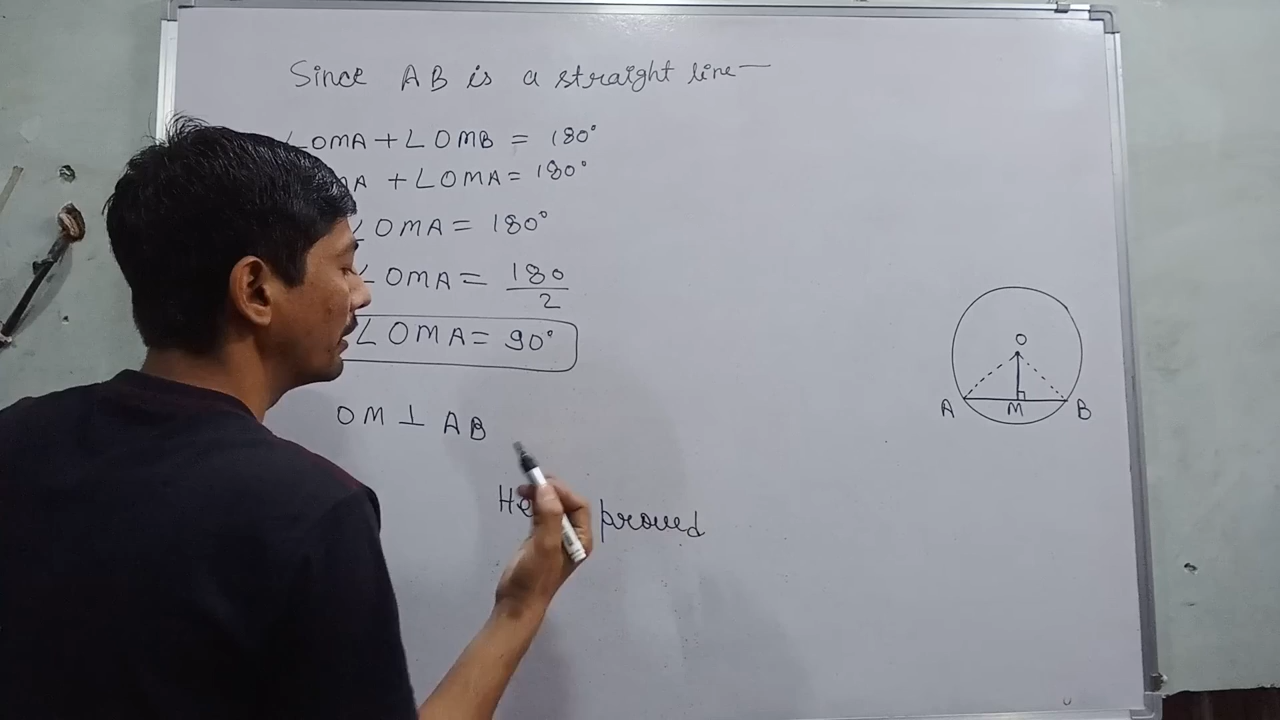 Since AB is a straight line —
∠OMA + ∠OMB = 180°
A + ∠OMA = 180°
∠OMA = 180°
∠OMA = 180/2
∠OMA = 90°
OM ⊥ AB
proved
O
A M B